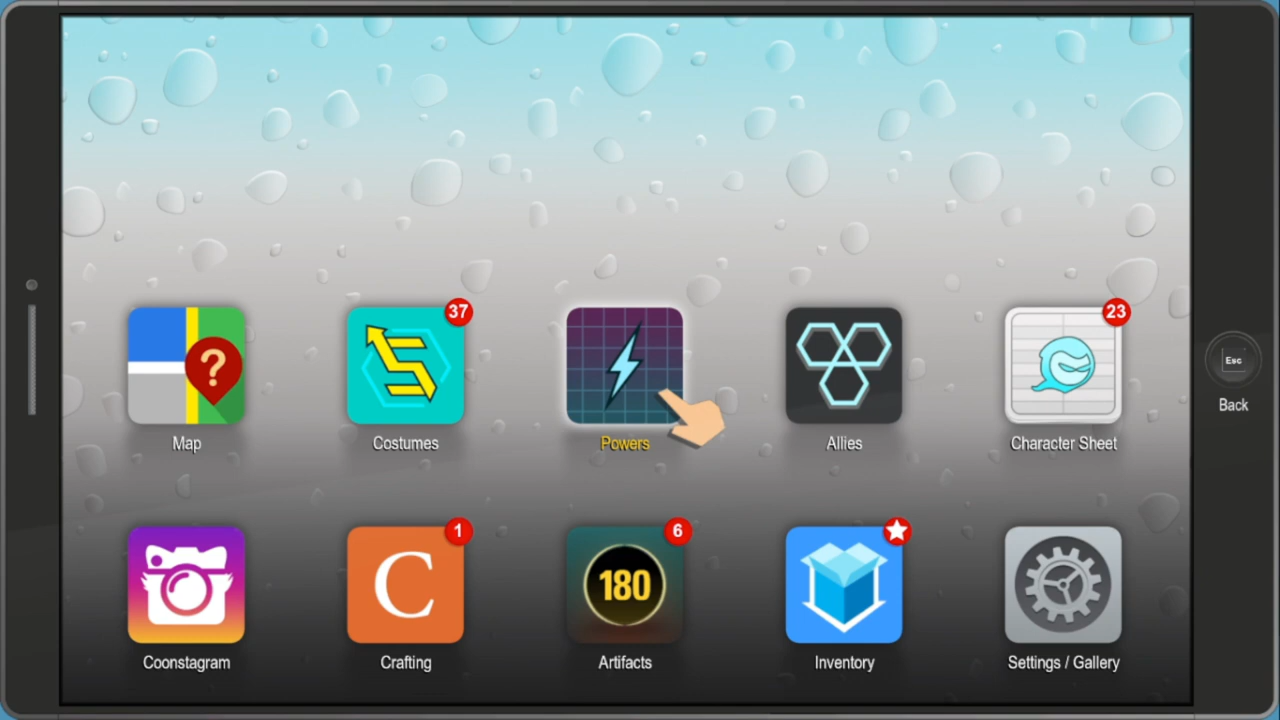 37
23
?
Esc
Map
Costumes
Powers
Allies
Character Sheet
Back
1
6
C
180
Coonstagram
Crafting
Artifacts
Inventory
Settings / Gallery